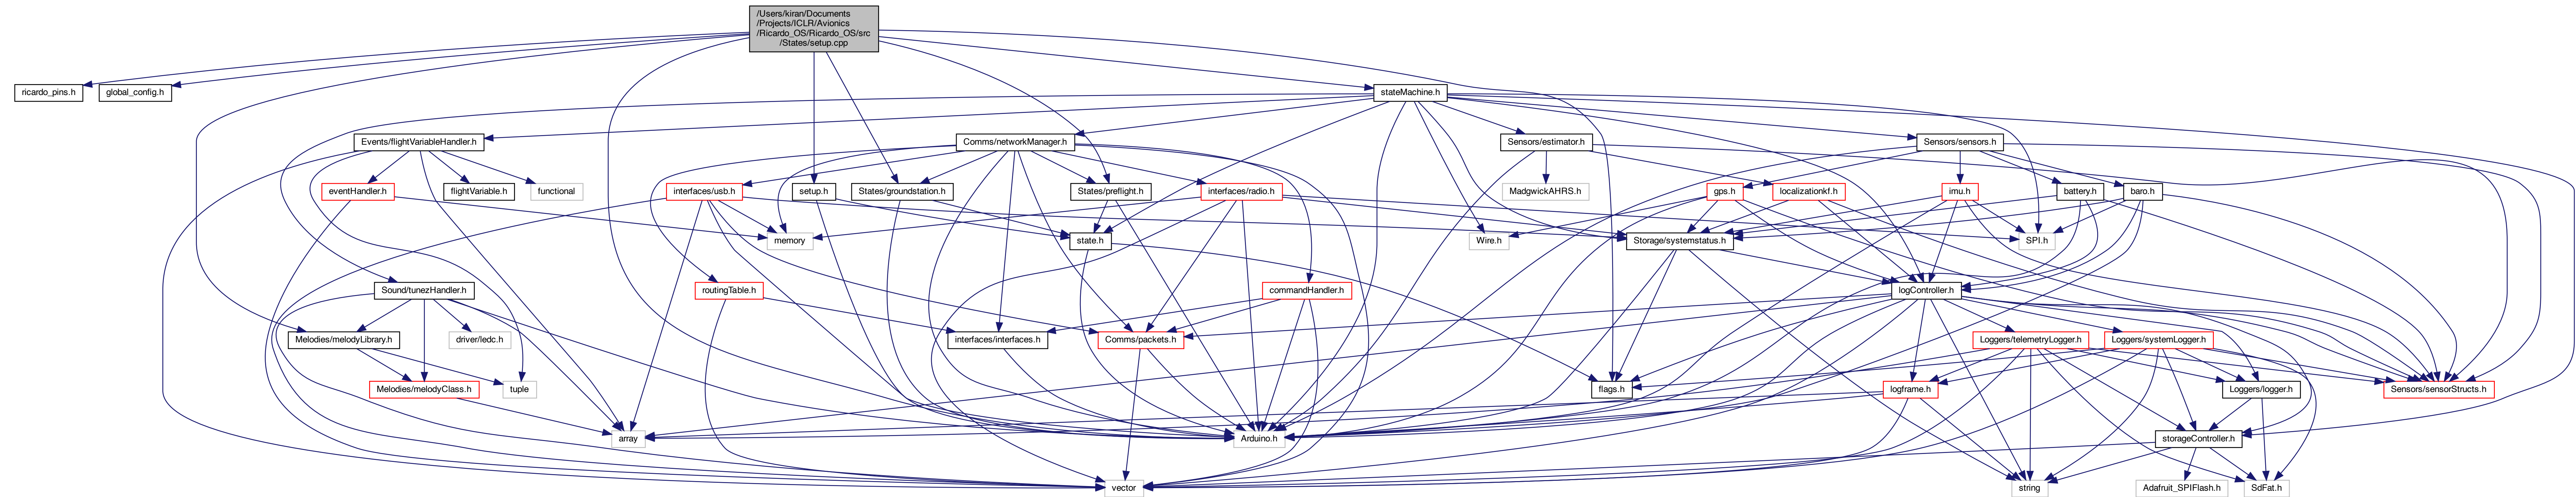 /Users/kiran/Documents
/Projects/ICLR/Avionics
/Ricardo_OS/Ricardo_OS/src
/States/setup.cpp
ricardo_pins.h
global_config.h
stateMachine.h
Events/flightVariableHandler.h
Comms/networkManager.h
Sensors/estimator.h
Sensors/sensors.h
eventHandler.h
flightVariable.h
functional
interfaces/usb.h
setup.h
States/groundstation.h
States/preflight.h
interfaces/radio.h
MadgwickAHRS.h
gps.h
localizationkf.h
imu.h
battery.h
baro.h
memory
state.h
Wire.h
Storage/systemstatus.h
SPI.h
Sound/tunezHandler.h
routingTable.h
commandHandler.h
logController.h
Melodies/melodyLibrary.h
driver/ledc.h
interfaces/interfaces.h
Comms/packets.h
Loggers/telemetryLogger.h
Loggers/systemLogger.h
Melodies/melodyClass.h
tuple
flags.h
logframe.h
Loggers/logger.h
Sensors/sensorStructs.h
array
Arduino.h
storageController.h
vector
string
Adafruit_SPIFlash.h
SdFat.h